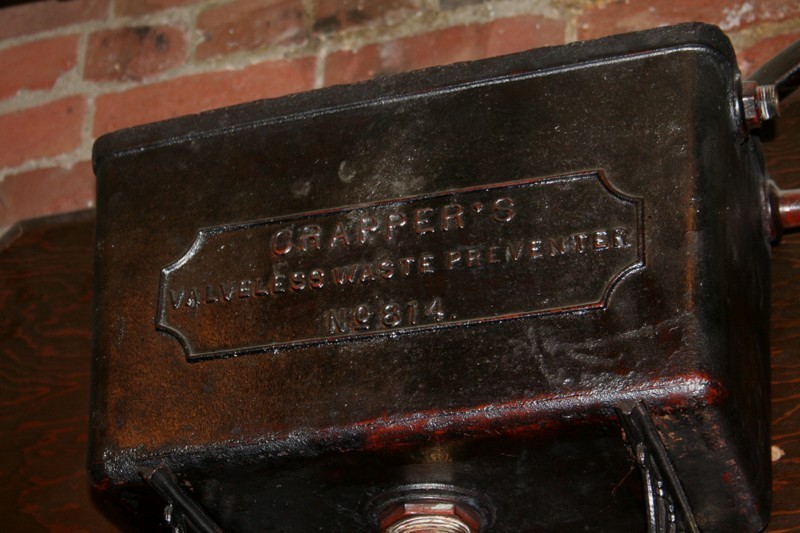 CRAPPER'S
VALVELESS WASTE PREVENTER
No 814.